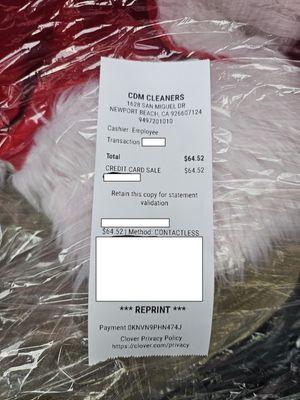 CDM CLEANERS
1628 SAN MIGUEL DR
NEWPORT BEACH, CA 926607124
9497201010
Cashier: Employee
Transaction
Total $64.52
CREDIT CARD SALE $64.52
Retain this copy for statement
validation
$64.52 | Method: CONTACTLESS
*** REPRINT ***
Payment 0KNVN9PHN474J
Clover Privacy Policy
https://clover.com/privacy